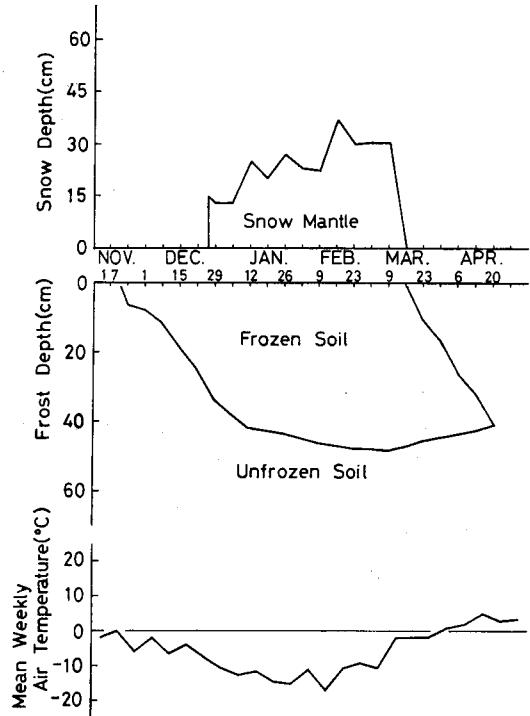 Snow Depth(cm)
60
45
30
15
0
Snow Mantle
NOV. DEC. JAN. FEB. MAR. APR.
17 1 15 29 12 26 9 23 9 23 6 20
Frost Depth(cm)
0
20
40
60
Frozen Soil
Unfrozen Soil
Mean Weekly
Air Temperature(°C)
20
10
0
-10
-20